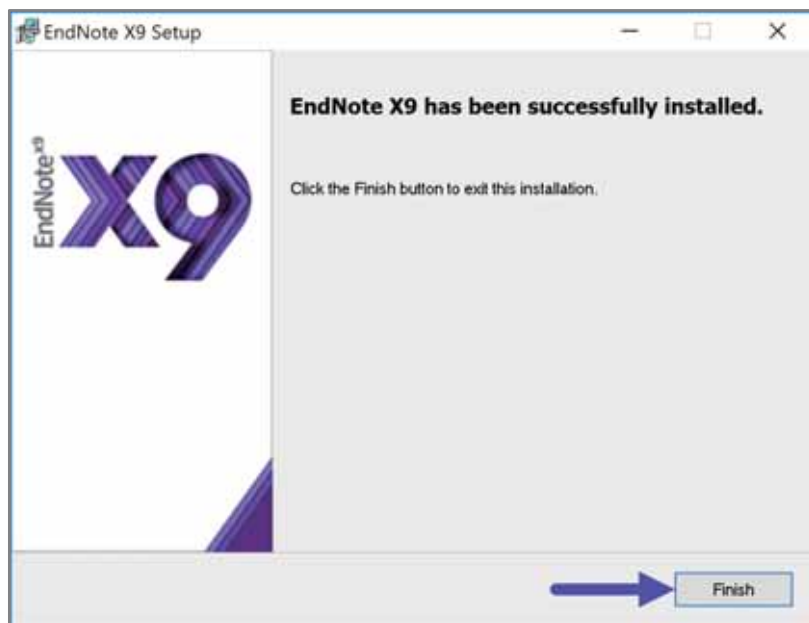 EndNote X9 Setup
EndNote X9 has been successfully installed.
Click the Finish button to exit this installation.
EndNote X9
X9
Finish